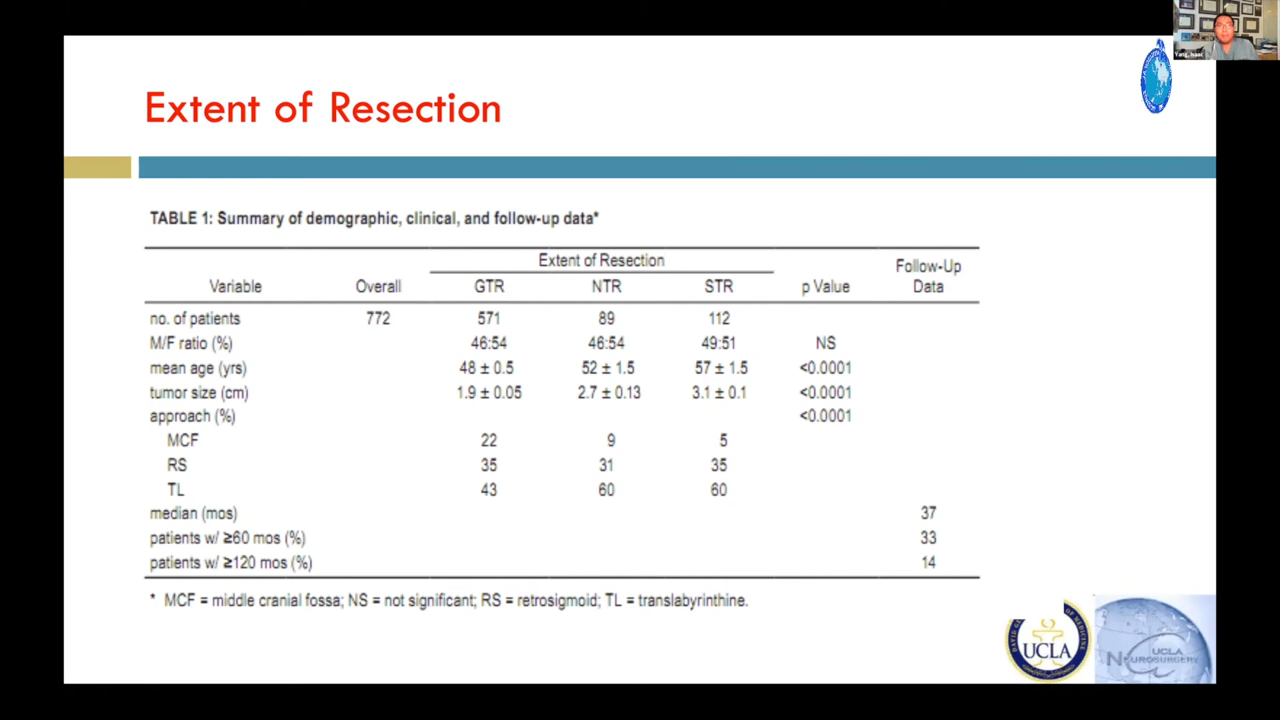 Yang, Isaac
Extent of Resection
TABLE 1: Summary of demographic, clinical, and follow-up data*
Extent of Resection
Variable Overall GTR NTR STR p Value Follow-Up Data
no. of patients 772 571 89 112
M/F ratio (%) 46:54 46:54 49:51 NS
mean age (yrs) 48 ± 0.5 52 ± 1.5 57 ± 1.5 <0.0001
tumor size (cm) 1.9 ± 0.05 2.7 ± 0.13 3.1 ± 0.1 <0.0001
approach (%) <0.0001
MCF 22 9 5
RS 35 31 35
TL 43 60 60
median (mos) 37
patients w/ ≥60 mos (%) 33
patients w/ ≥120 mos (%) 14
* MCF = middle cranial fossa; NS = not significant; RS = retrosigmoid; TL = translabyrinthine.
UCLA
UCLA
NEUROSURGERY